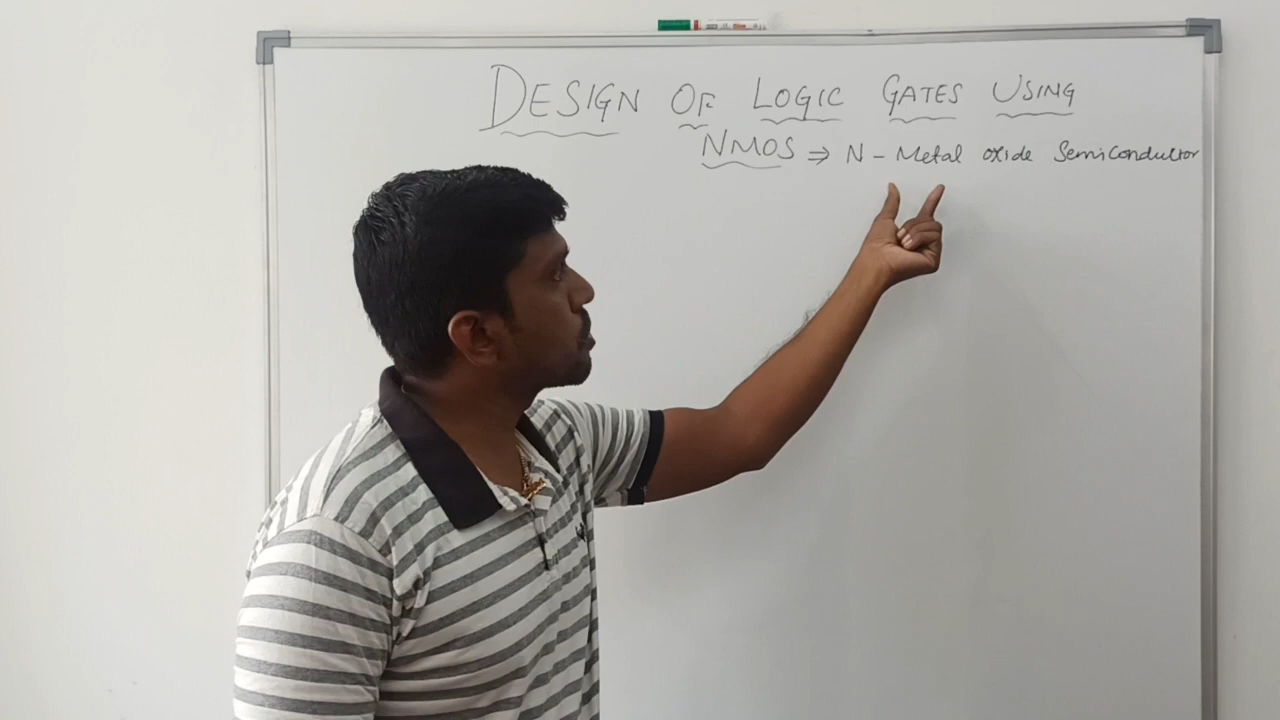 DESIGN OF LOGIC GATES USING
NMOS ⇒ N - Metal oxide SemiConductor